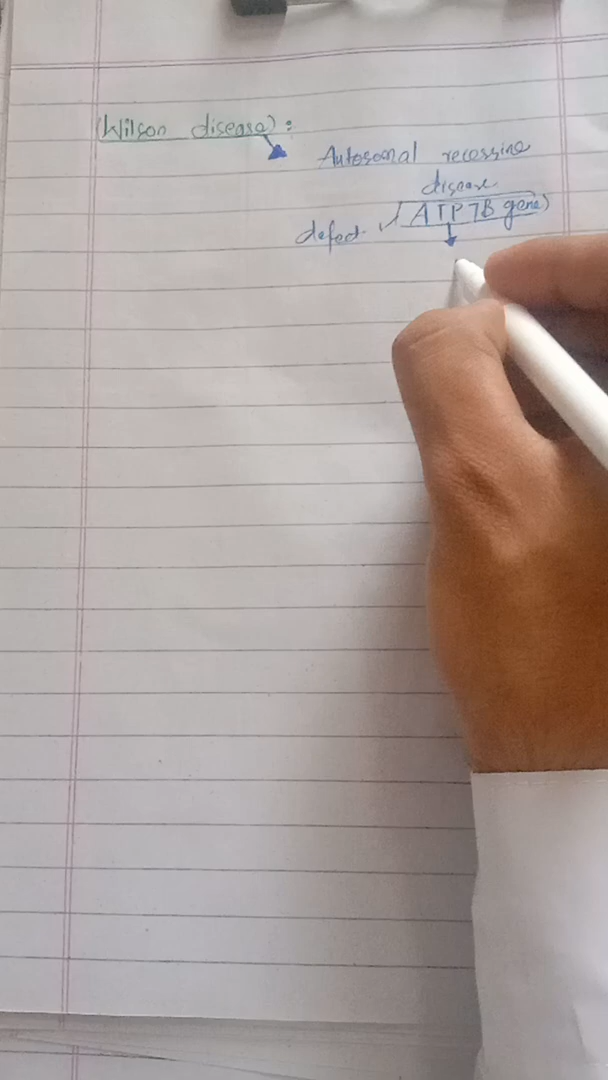 (Wilson disease):
Autosomal recessive
disease
defect in (ATP7B gene)